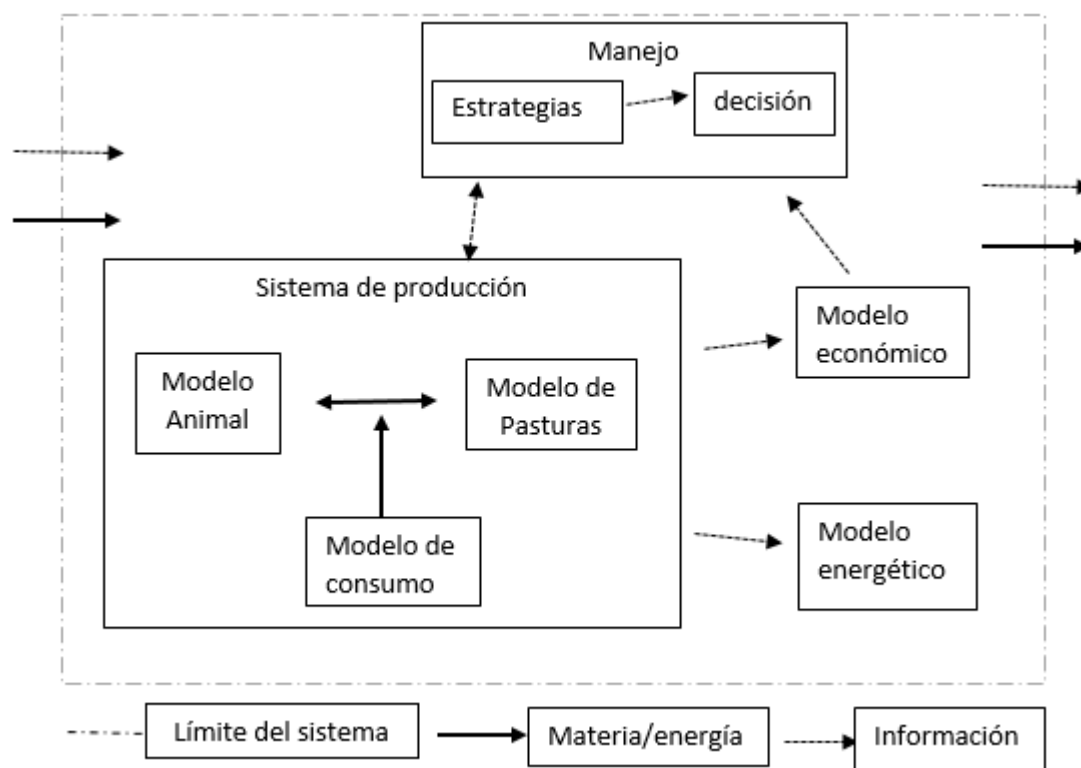 Manejo
Estrategias
decisión
Sistema de producción
Modelo
Animal
Modelo de
Pasturas
Modelo de
consumo
Modelo
económico
Modelo
energético
Límite del sistema
Materia/energía
Información